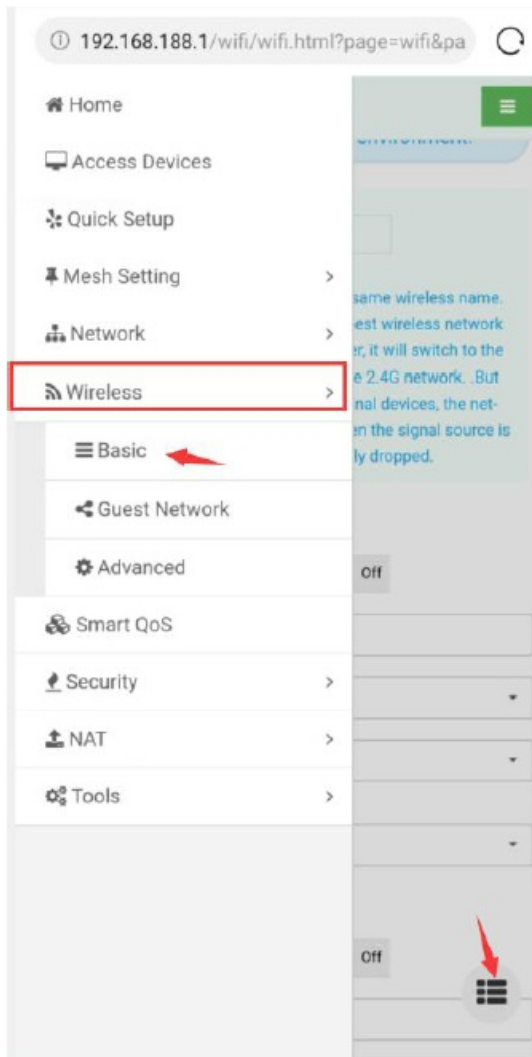 192.168.188.1/wifi/wifi.html?page=wifi&pa
Home
Access Devices
environment.
Quick Setup
Mesh Setting
same wireless name.
est wireless network
Network
er, it will switch to the
e 2.4G network. .But
Wireless
nal devices, the net-
en the signal source is
Basic
ly dropped.
Guest Network
Advanced
Off
Smart QoS
Security
NAT
Tools
Off